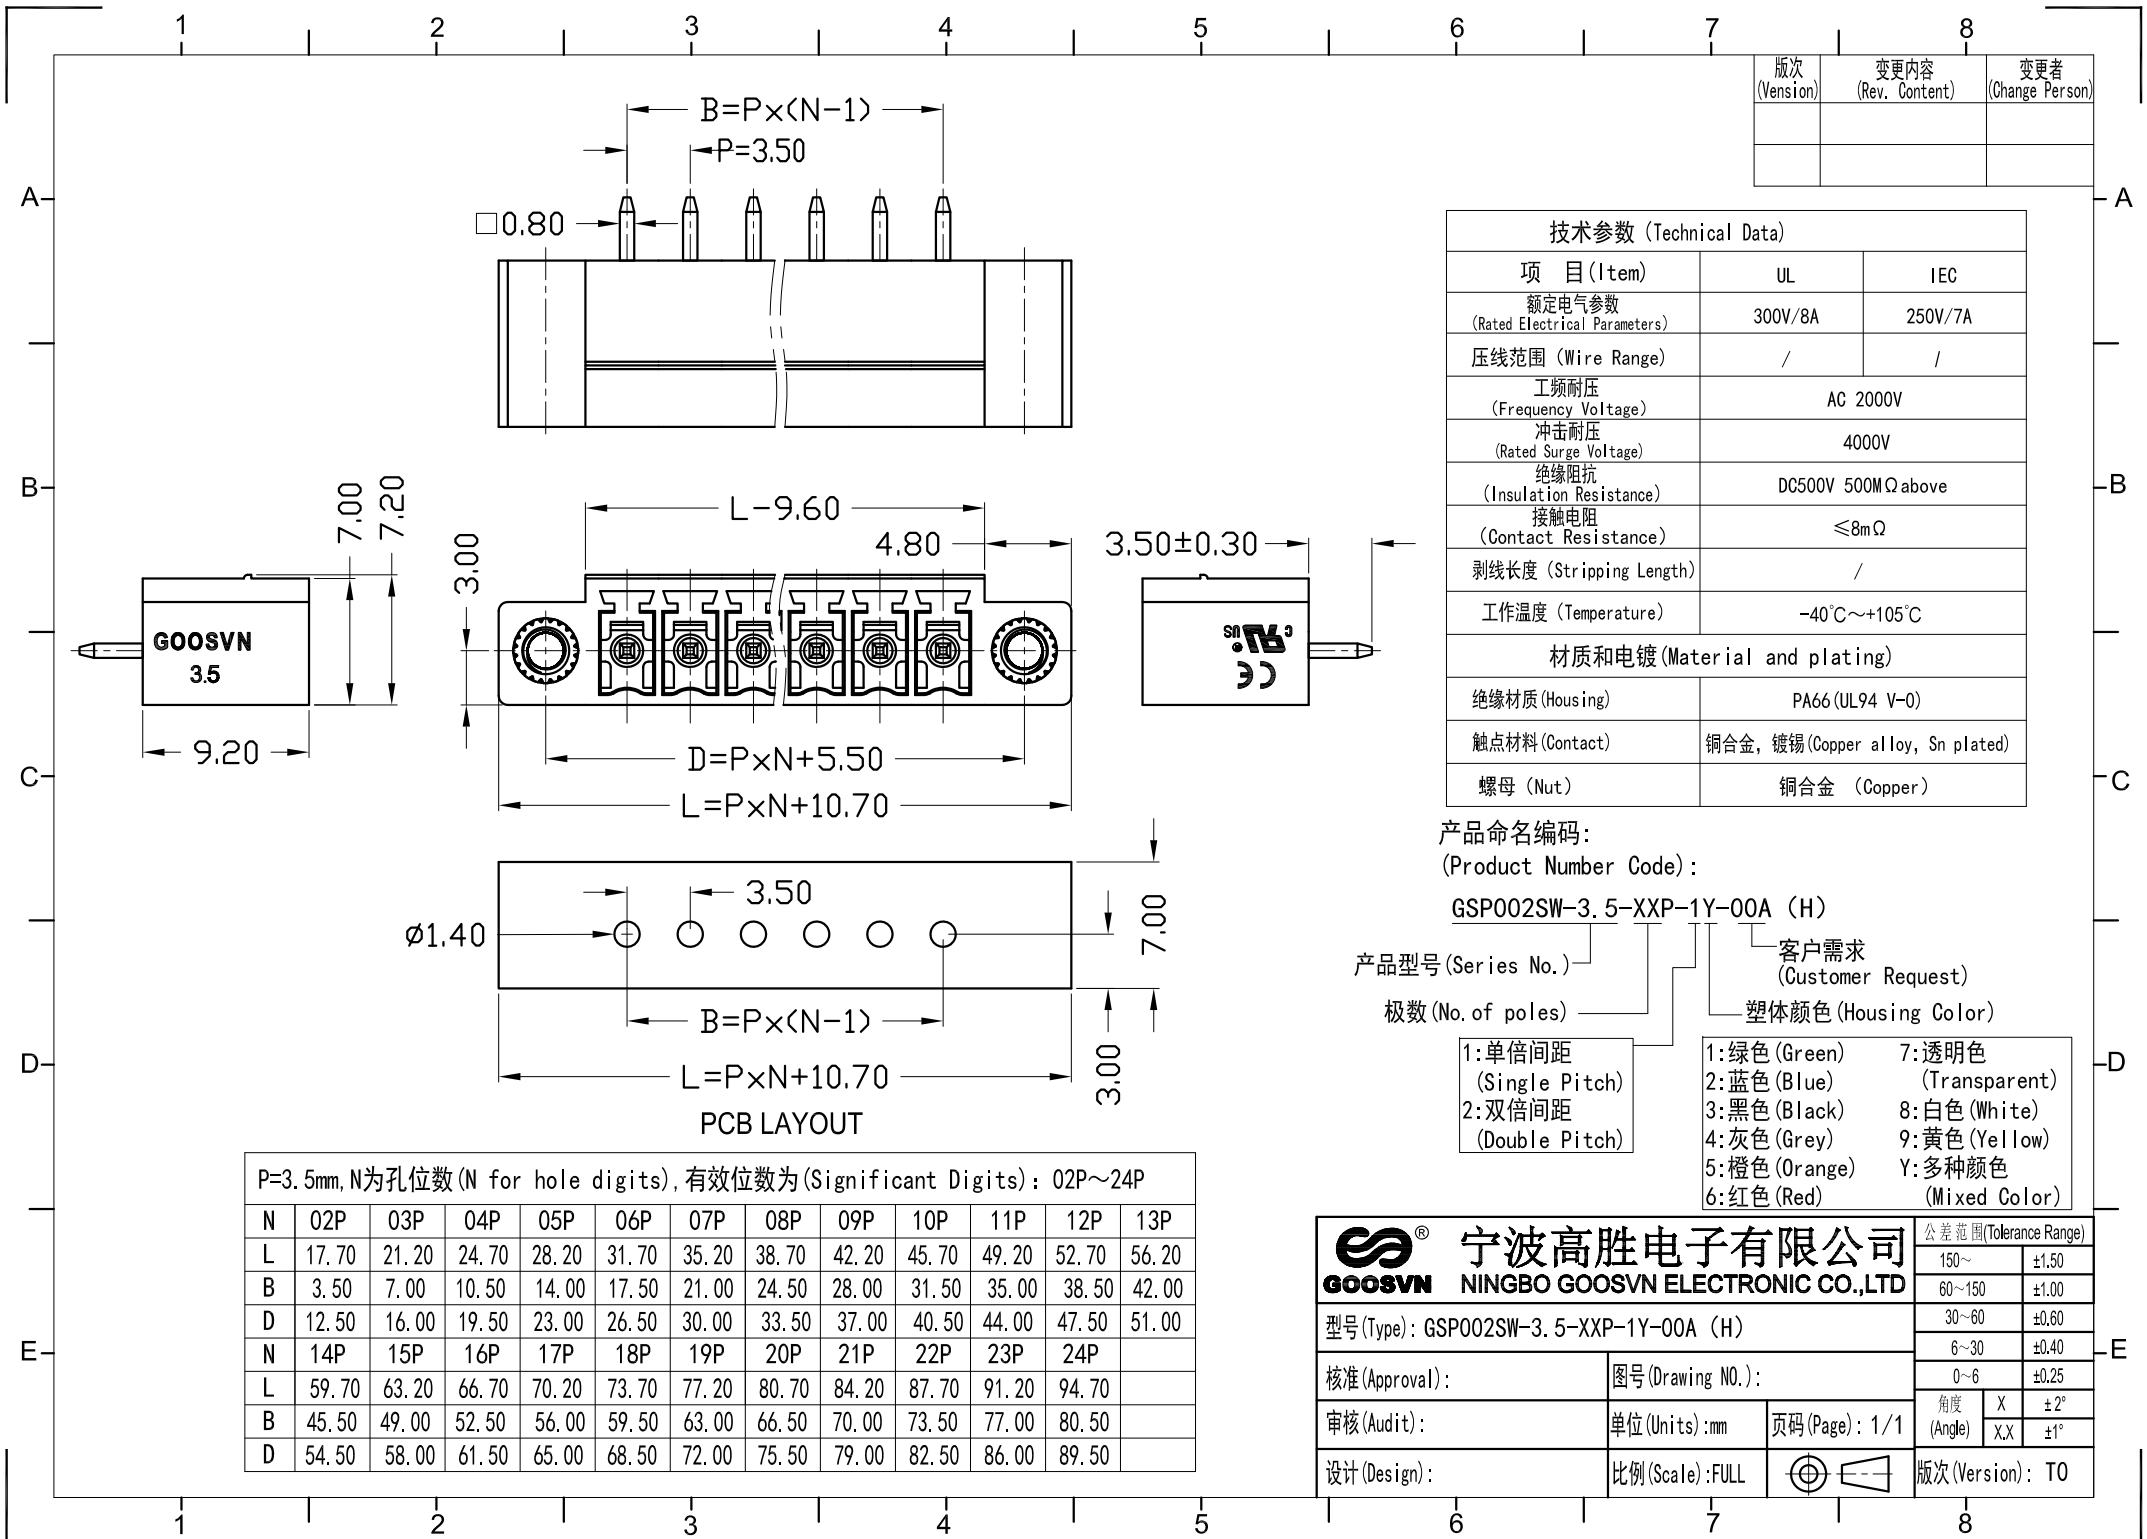 1 2 3 4 5 6 7 8
版次 变更内容 变更者
(Vension) (Rev. Content) (Change Person)
B=P×(N-1)
P=3.50
A A
□0.80
技术参数 (Technical Data)
项 目(Item) UL IEC
额定电气参数
(Rated Electrical Parameters) 300V/8A 250V/7A
压线范围 (Wire Range) / /
工频耐压
(Frequency Voltage) AC 2000V
冲击耐压
(Rated Surge Voltage) 4000V
绝缘阻抗
(Insulation Resistance) DC500V 500MΩabove
接触电阻
(Contact Resistance) ≤8mΩ
剥线长度 (Stripping Length) /
工作温度 (Temperature) -40℃~+105℃
材质和电镀(Material and plating)
绝缘材质(Housing) PA66(UL94 V-0)
触点材料(Contact) 铜合金, 镀锡(Copper alloy, Sn plated)
螺母 (Nut) 铜合金 (Copper)
B B
7.00
7.20
3.00
L-9.60
4.80
3.50±0.30
GOOSVN
3.5
c US
CE
9.20
D=P×N+5.50
L=P×N+10.70
C C
3.50
ø1.40
7.00
B=P×(N-1)
3.00
L=P×N+10.70
PCB LAYOUT
产品命名编码:
(Product Number Code):
GSP002SW-3.5-XXP-1Y-00A (H)
产品型号(Series No.)
客户需求
(Customer Request)
极数(No.of poles)
塑体颜色(Housing Color)
1:单倍间距
(Single Pitch)
2:双倍间距
(Double Pitch)
1:绿色(Green) 7:透明色
2:蓝色(Blue) (Transparent)
3:黑色(Black) 8:白色(White)
4:灰色(Grey) 9:黄色(Yellow)
5:橙色(Orange) Y:多种颜色
6:红色(Red) (Mixed Color)
D D
P=3.5mm,N为孔位数(N for hole digits),有效位数为(Significant Digits): 02P~24P
N 02P 03P 04P 05P 06P 07P 08P 09P 10P 11P 12P 13P
L 17.70 21.20 24.70 28.20 31.70 35.20 38.70 42.20 45.70 49.20 52.70 56.20
B 3.50 7.00 10.50 14.00 17.50 21.00 24.50 28.00 31.50 35.00 38.50 42.00
D 12.50 16.00 19.50 23.00 26.50 30.00 33.50 37.00 40.50 44.00 47.50 51.00
N 14P 15P 16P 17P 18P 19P 20P 21P 22P 23P 24P
L 59.70 63.20 66.70 70.20 73.70 77.20 80.70 84.20 87.70 91.20 94.70
B 45.50 49.00 52.50 56.00 59.50 63.00 66.50 70.00 73.50 77.00 80.50
D 54.50 58.00 61.50 65.00 68.50 72.00 75.50 79.00 82.50 86.00 89.50
E E
® 宁波高胜电子有限公司
GOOSVN NINGBO GOOSVN ELECTRONIC CO.,LTD
型号(Type): GSP002SW-3.5-XXP-1Y-00A (H)
核准(Approval): 图号(Drawing NO.):
审核(Audit): 单位(Units):mm 页码(Page): 1/1
设计(Design): 比例(Scale):FULL
公差范围(Tolerance Range)
150~ ±1.50
60~150 ±1.00
30~60 ±0.60
6~30 ±0.40
0~6 ±0.25
角度 X ±2°
(Angle) X.X ±1°
版次(Version): T0
1 2 3 4 5 6 7 8